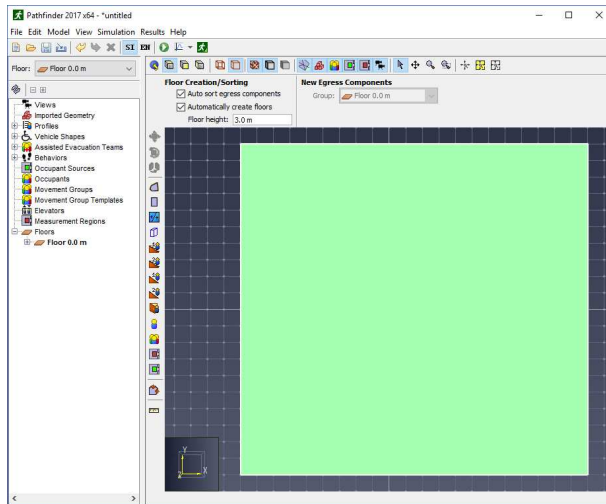 Pathfinder 2017 x64 - *untitled
File Edit Model View Simulation Results Help
SI EN
Floor: Floor 0.0 m
Floor Creation/Sorting
Auto sort egress components
Automatically create floors
Floor height: 3.0 m
New Egress Components
Group: Floor 0.0 m
Views
Imported Geometry
Profiles
Vehicle Shapes
Assisted Evacuation Teams
Behaviors
Occupant Sources
Occupants
Movement Groups
Movement Group Templates
Elevators
Measurement Regions
Floors
Floor 0.0 m
Y
Z X